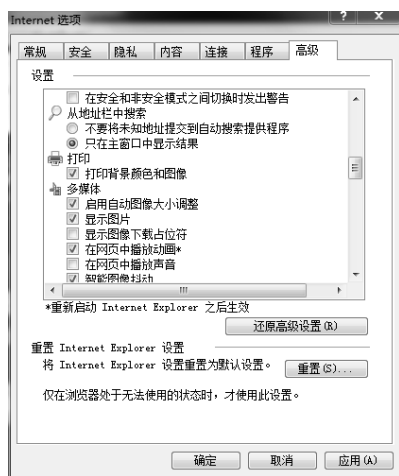 Internet 选项
常规 安全 隐私 内容 连接 程序 高级
设置
在安全和非安全模式之间切换时发出警告
从地址栏中搜索
不要将未知地址提交到自动搜索提供程序
只在主窗口中显示结果
打印
打印背景颜色和图像
多媒体
启用自动图像大小调整
显示图片
显示图像下载占位符
在网页中播放动画*
在网页中播放声音
智能图像抖动
*重新启动 Internet Explorer 之后生效
还原高级设置(R)
重置 Internet Explorer 设置
将 Internet Explorer 设置重置为默认设置。 重置(S)...
仅在浏览器处于无法使用的状态时，才使用此设置。
确定 取消 应用(A)